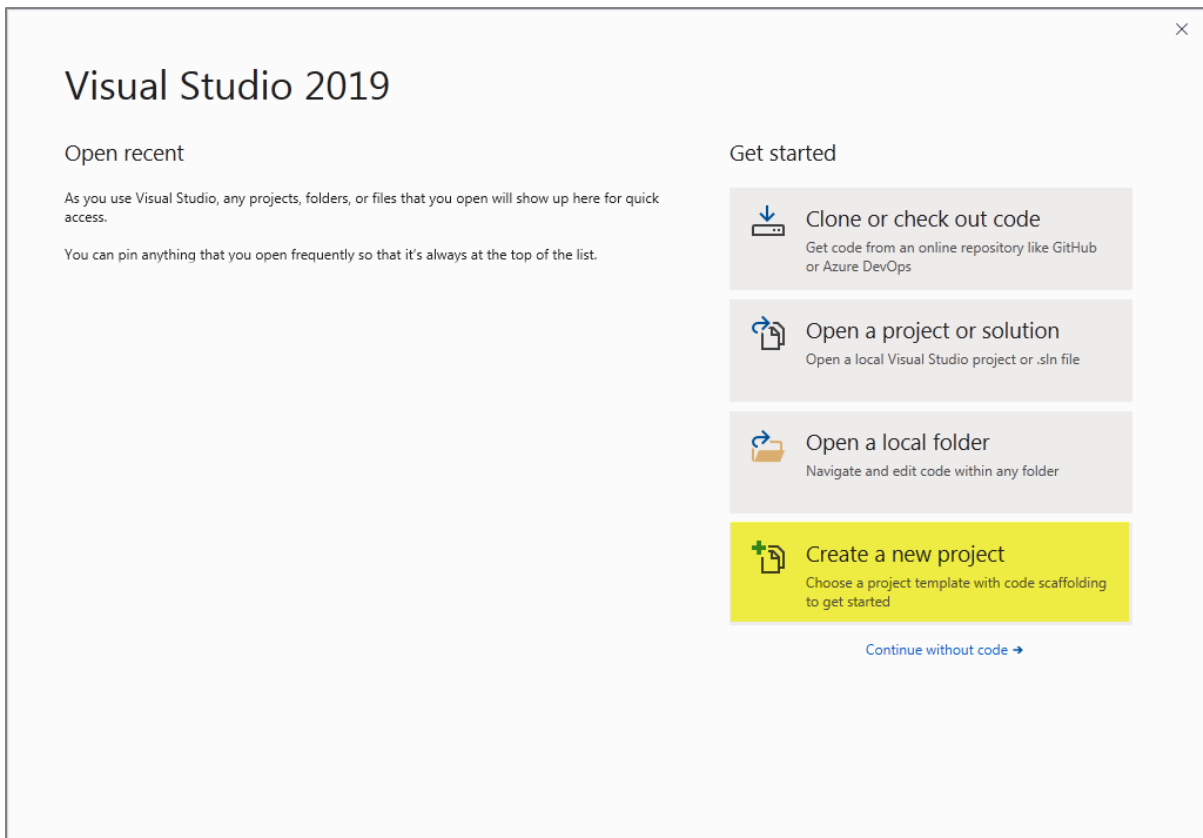 Visual Studio 2019
Open recent
As you use Visual Studio, any projects, folders, or files that you open will show up here for quick
access.
You can pin anything that you open frequently so that it's always at the top of the list.
Get started
Clone or check out code
Get code from an online repository like GitHub
or Azure DevOps
Open a project or solution
Open a local Visual Studio project or .sln file
Open a local folder
Navigate and edit code within any folder
Create a new project
Choose a project template with code scaffolding
to get started
Continue without code →